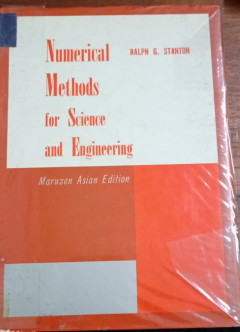 Numerical
Methods
for Science
and Engineering
RALPH G. STANTON
Maruzen Asian Edition